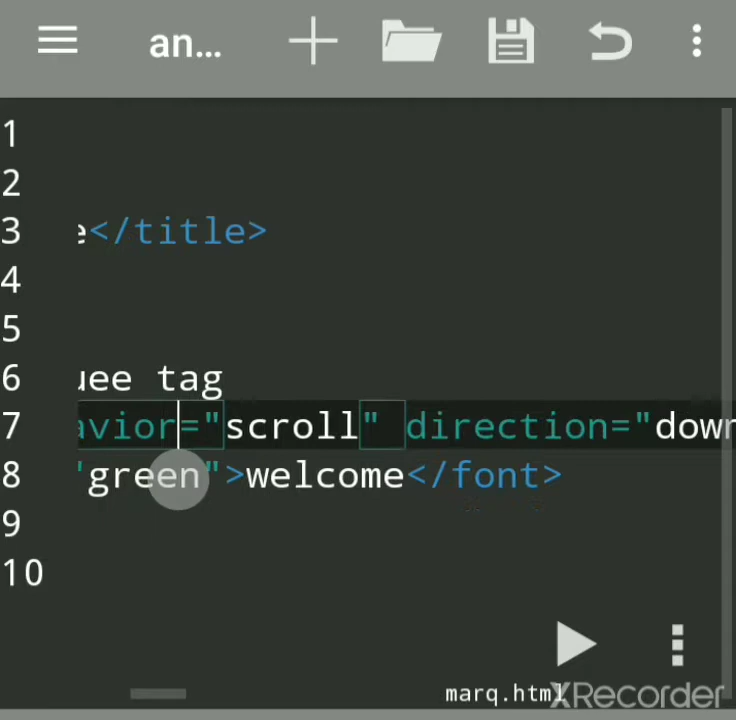 an...
1
2
3 e</title>
4
5
6 uee tag
7 avior="scroll" direction="down
8 "green">welcome</font>
9
10
marq.html
XRecorder